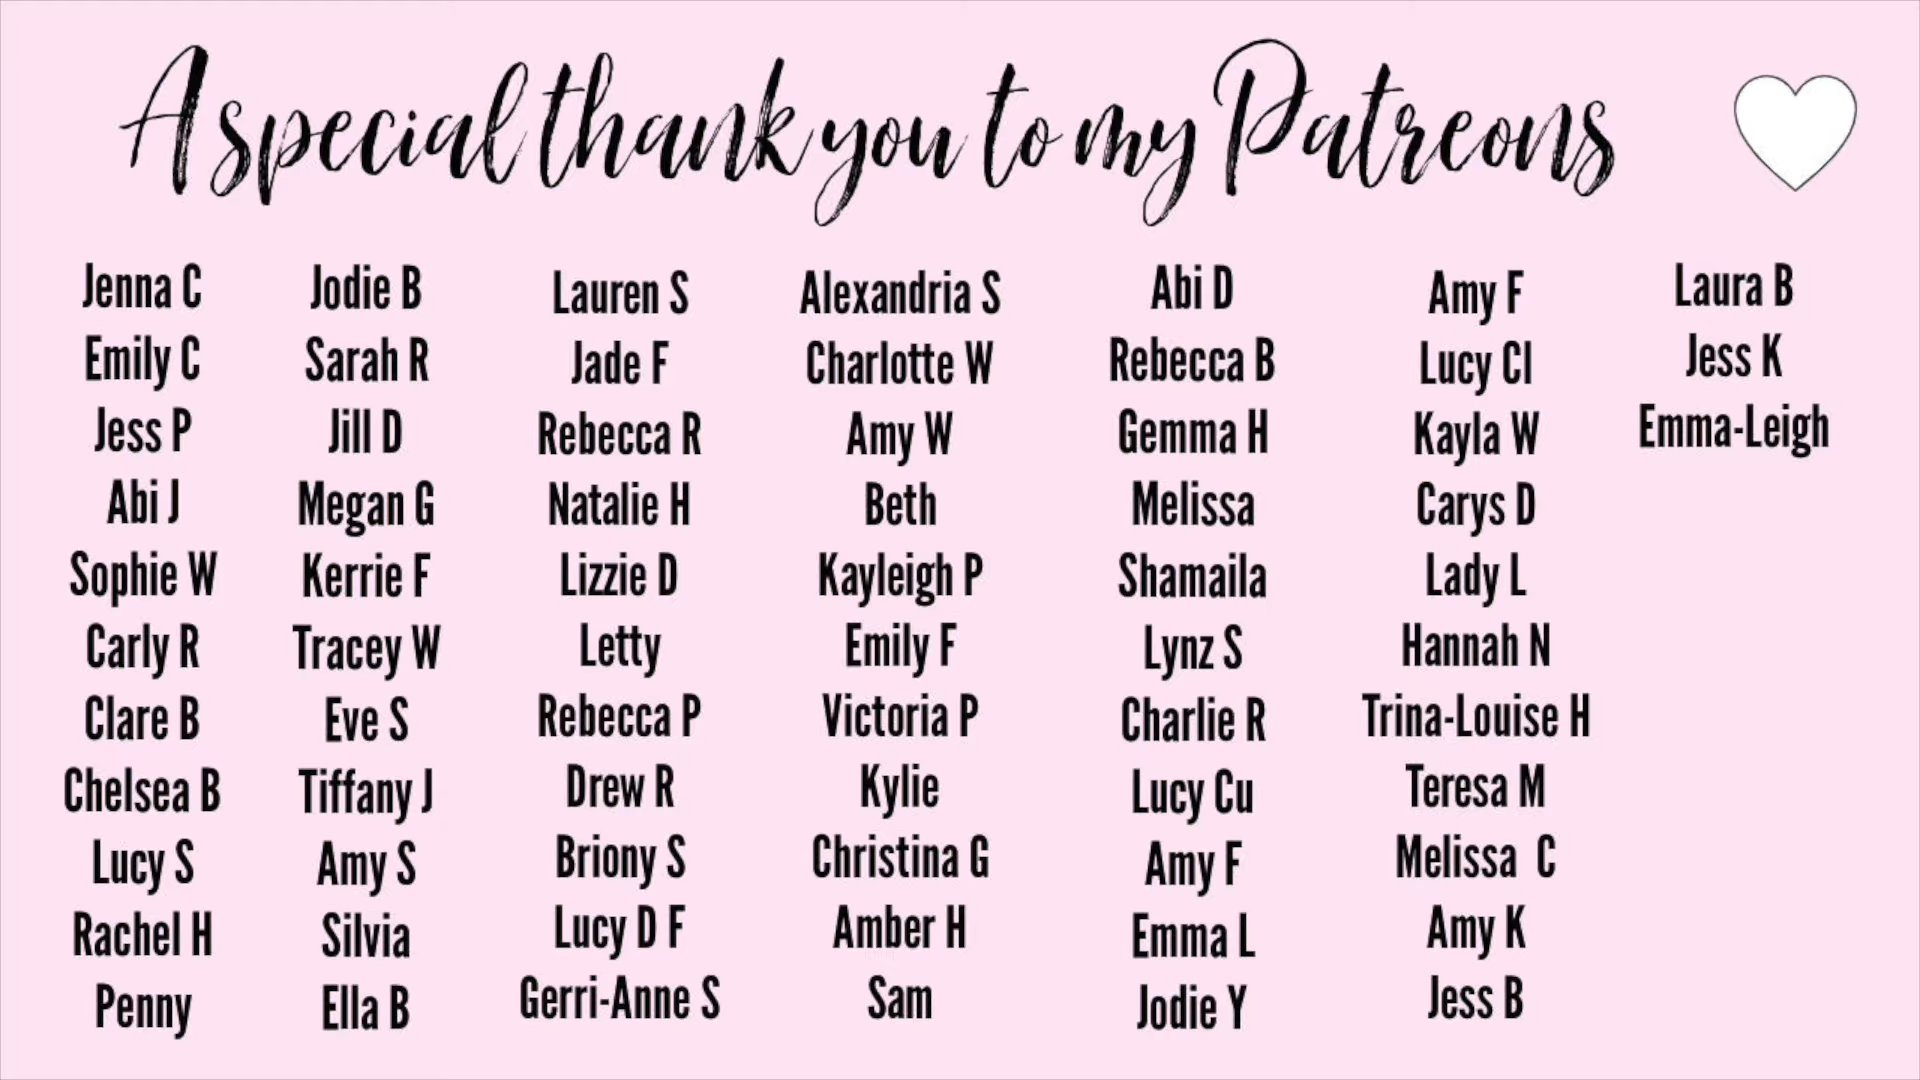 A special thank you to my Patreons
Jenna C
Emily C
Jess P
Abi J
Sophie W
Carly R
Clare B
Chelsea B
Lucy S
Rachel H
Penny
Jodie B
Sarah R
Jill D
Megan G
Kerrie F
Tracey W
Eve S
Tiffany J
Amy S
Silvia
Ella B
Lauren S
Jade F
Rebecca R
Natalie H
Lizzie D
Letty
Rebecca P
Drew R
Briony S
Lucy D F
Gerri-Anne S
Alexandria S
Charlotte W
Amy W
Beth
Kayleigh P
Emily F
Victoria P
Kylie
Christina G
Amber H
Sam
Abi D
Rebecca B
Gemma H
Melissa
Shamaila
Lynz S
Charlie R
Lucy Cu
Amy F
Emma L
Jodie Y
Amy F
Lucy Cl
Kayla W
Carys D
Lady L
Hannah N
Trina-Louise H
Teresa M
Melissa  C
Amy K
Jess B
Laura B
Jess K
Emma-Leigh